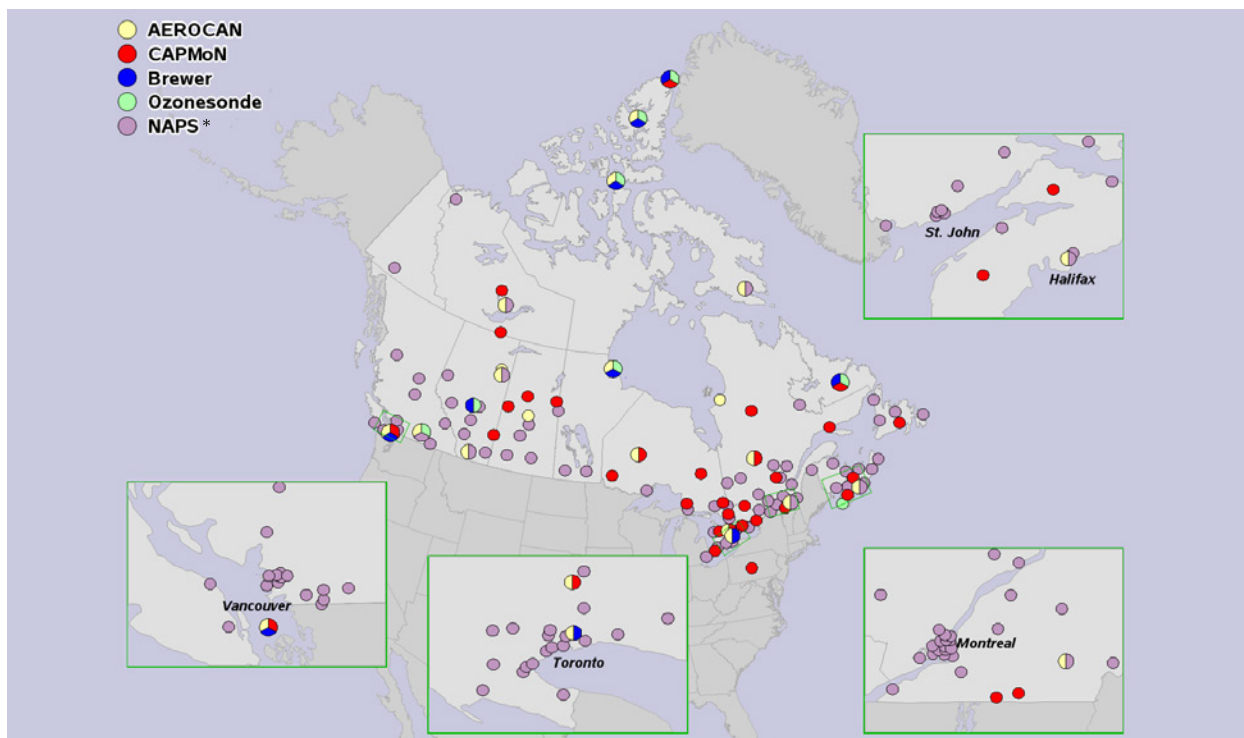 AEROCAN
CAPMoN
Brewer
Ozonesonde
NAPS*
St. John
Halifax
Vancouver
Toronto
Montreal